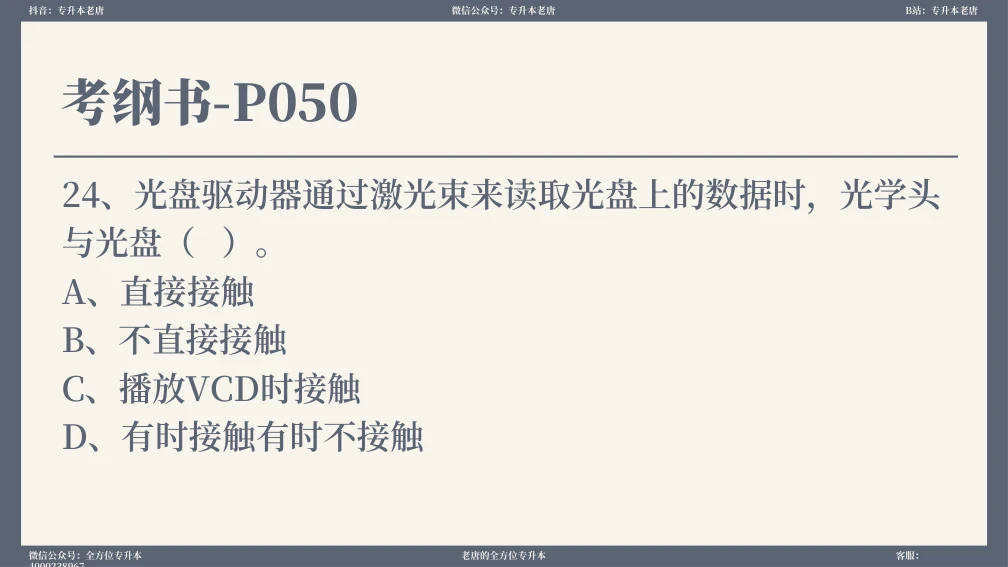 抖音：专升本老唐
微信公众号：专升本老唐
B站：专升本老唐
考纲书-P050
24、光盘驱动器通过激光束来读取光盘上的数据时，光学头
与光盘（ ）。
A、直接接触
B、不直接接触
C、播放VCD时接触
D、有时接触有时不接触
微信公众号：全方位专升本
老唐的全方位专升本
客服：
4000238967